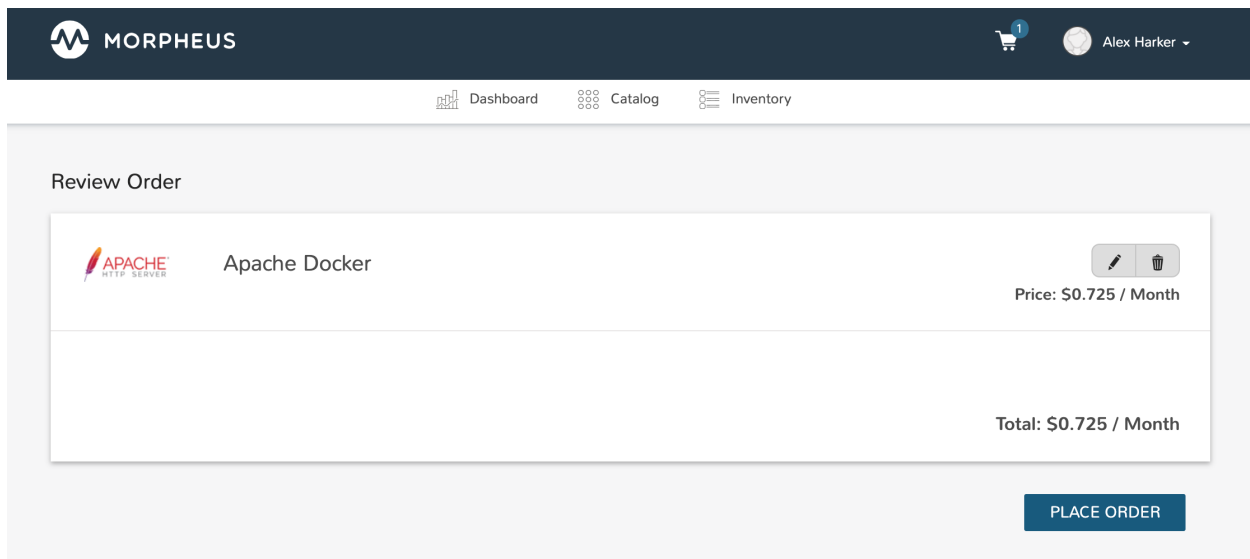 MORPHEUS
1
Alex Harker
Dashboard Catalog Inventory
Review Order
APACHE
HTTP SERVER
Apache Docker
Price: $0.725 / Month
Total: $0.725 / Month
PLACE ORDER